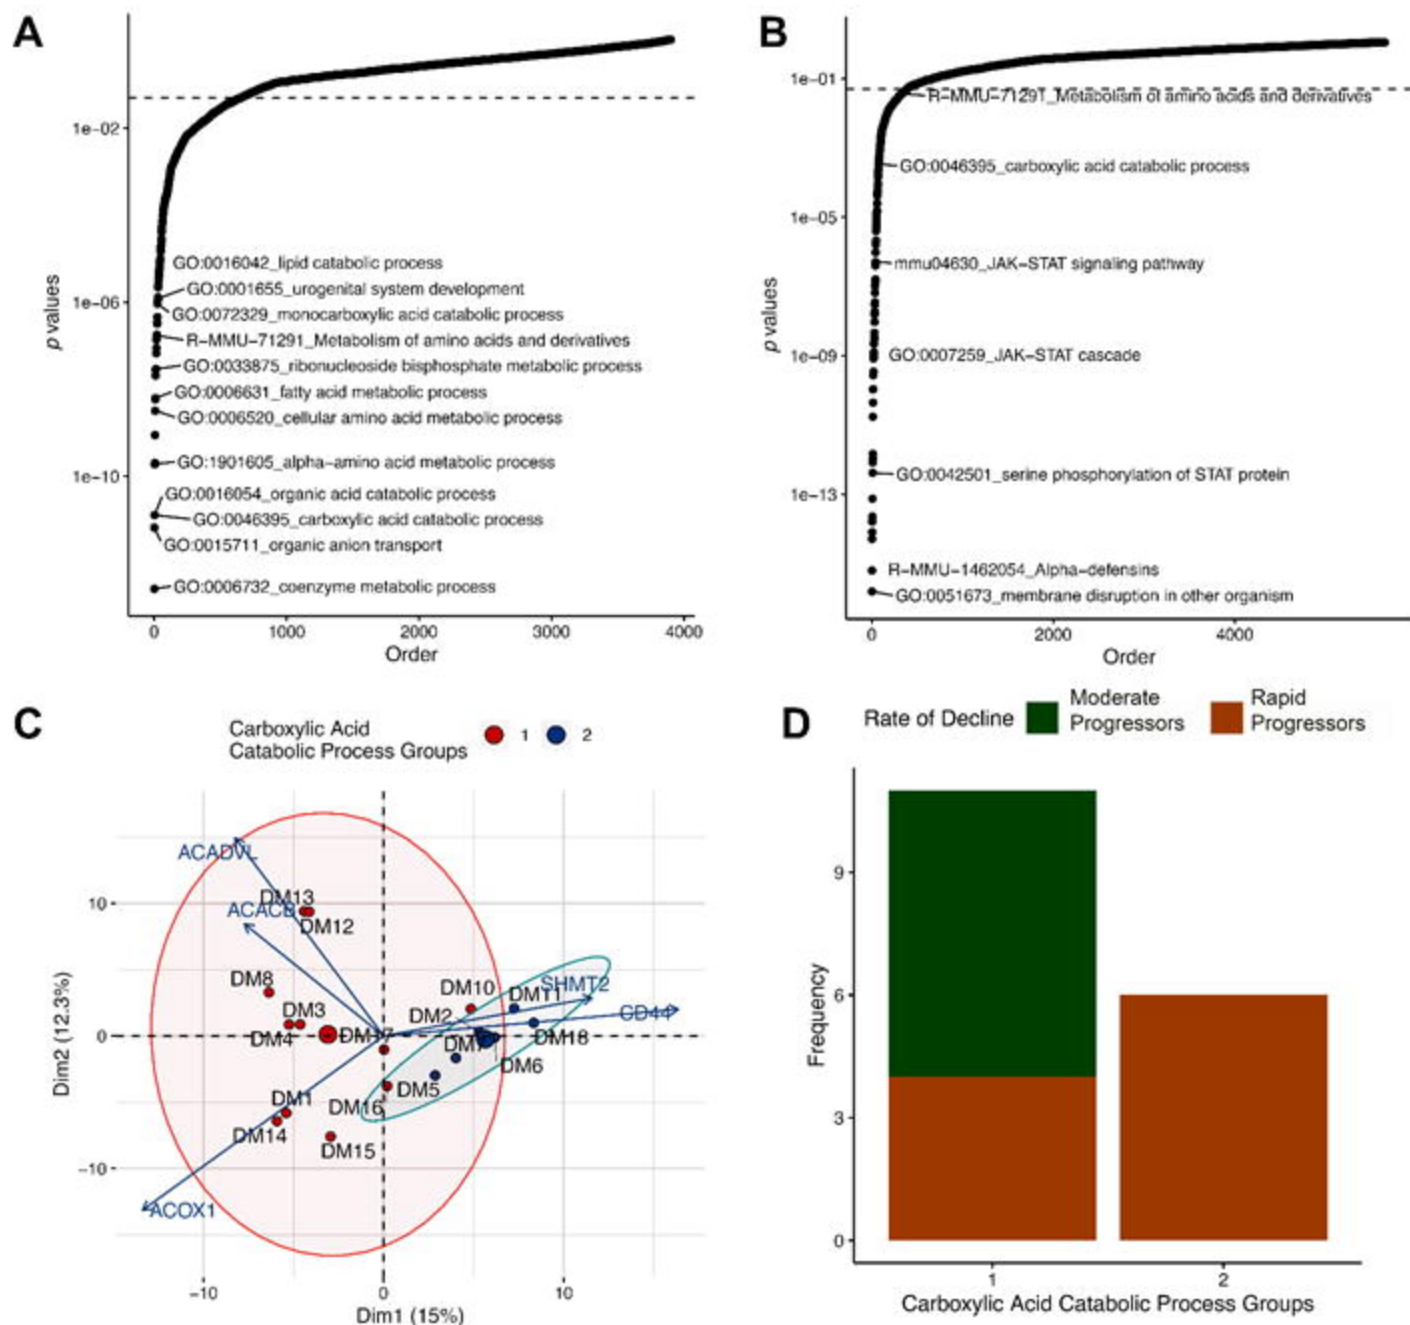 A
1e−02
1e−06
1e−10
p values
GO:0016042_lipid catabolic process
GO:0001655_urogenital system development
GO:0072329_monocarboxylic acid catabolic process
R−MMU−71291_Metabolism of amino acids and derivatives
GO:0033875_ribonucleoside bisphosphate metabolic process
GO:0006631_fatty acid metabolic process
GO:0006520_cellular amino acid metabolic process
GO:1901605_alpha−amino acid metabolic process
GO:0016054_organic acid catabolic process
GO:0046395_carboxylic acid catabolic process
GO:0015711_organic anion transport
GO:0006732_coenzyme metabolic process
0 1000 2000 3000 4000
Order
B
1e−01
1e−05
1e−09
1e−13
p values
R−MMU−71291_Metabolism of amino acids and derivatives
GO:0046395_carboxylic acid catabolic process
mmu04630_JAK−STAT signaling pathway
GO:0007259_JAK−STAT cascade
GO:0042501_serine phosphorylation of STAT protein
R−MMU−1462054_Alpha−defensins
GO:0051673_membrane disruption in other organism
0 2000 4000
Order
C
Carboxylic Acid
Catabolic Process Groups
1 2
Dim2 (12.3%)
10
0
−10
ACADVL
DM13
ACACB
DM12
DM8
DM3
DM4
DM17
DM10
SHMT2
DM11
DM2
CD44
DM7
DM18
DM6
DM5
DM1
DM16
DM14
DM15
ACOX1
−10 0 10
Dim1 (15%)
D
Rate of Decline
Moderate
Progressors
Rapid
Progressors
Frequency
9
6
3
0
1 2
Carboxylic Acid Catabolic Process Groups